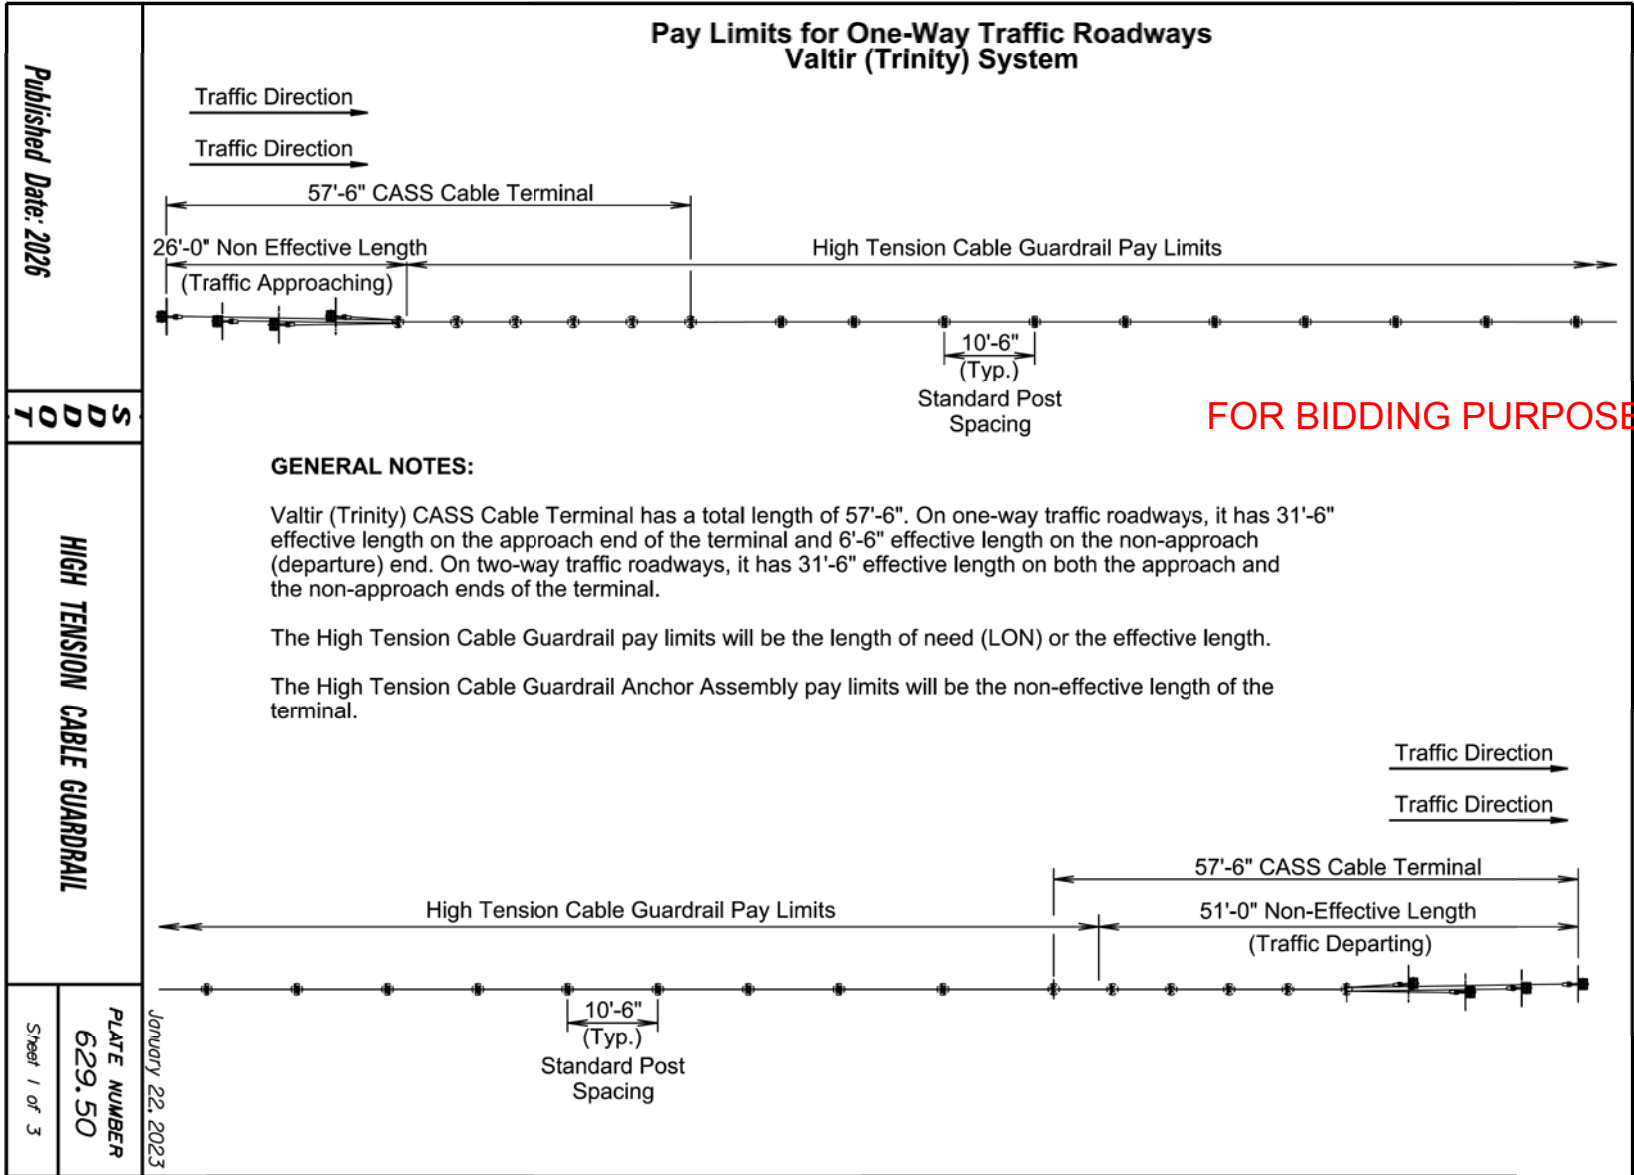 Pay Limits for One-Way Traffic Roadways
Valtir (Trinity) System
Traffic Direction
Traffic Direction
57'-6" CASS Cable Terminal
26'-0" Non Effective Length
(Traffic Approaching)
High Tension Cable Guardrail Pay Limits
10'-6"
(Typ.)
Standard Post
Spacing
FOR BIDDING PURPOSE
GENERAL NOTES:
Valtir (Trinity) CASS Cable Terminal has a total length of 57'-6". On one-way traffic roadways, it has 31'-6"
effective length on the approach end of the terminal and 6'-6" effective length on the non-approach
(departure) end. On two-way traffic roadways, it has 31'-6" effective length on both the approach and
the non-approach ends of the terminal.
The High Tension Cable Guardrail pay limits will be the length of need (LON) or the effective length.
The High Tension Cable Guardrail Anchor Assembly pay limits will be the non-effective length of the
terminal.
Traffic Direction
Traffic Direction
57'-6" CASS Cable Terminal
High Tension Cable Guardrail Pay Limits
51'-0" Non-Effective Length
(Traffic Departing)
10'-6"
(Typ.)
Standard Post
Spacing
January 22, 2023
Published Date: 2026
S
D
D
O
T
HIGH TENSION CABLE GUARDRAIL
PLATE NUMBER
629.50
Sheet 1 of 3